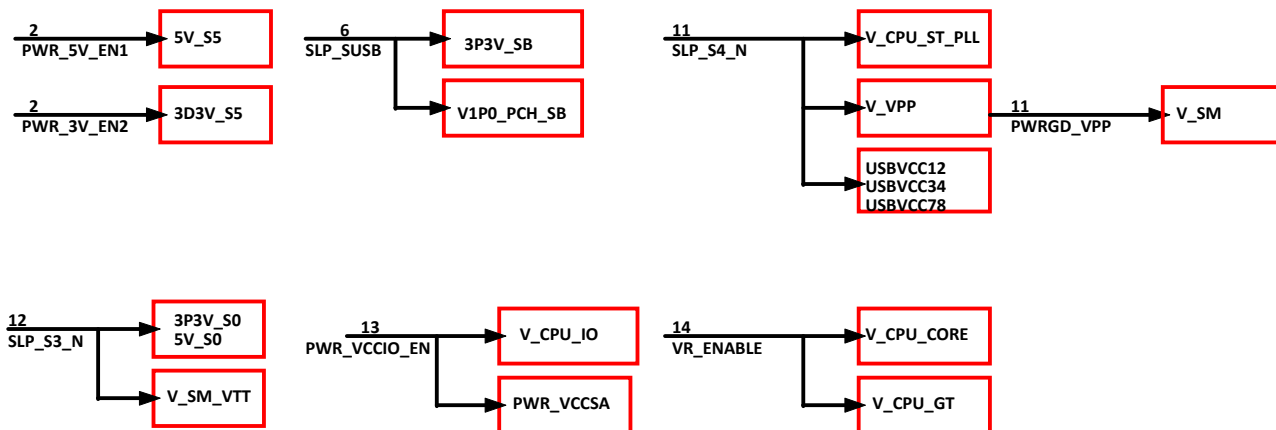 2
PWR_5V_EN1
5V_S5
2
PWR_3V_EN2
3D3V_S5
6
SLP_SUSB
3P3V_SB
V1P0_PCH_SB
11
SLP_S4_N
V_CPU_ST_PLL
V_VPP
USBVCC12
USBVCC34
USBVCC78
11
PWRGD_VPP
V_SM
12
SLP_S3_N
3P3V_S0
5V_S0
V_SM_VTT
13
PWR_VCCIO_EN
V_CPU_IO
PWR_VCCSA
14
VR_ENABLE
V_CPU_CORE
V_CPU_GT